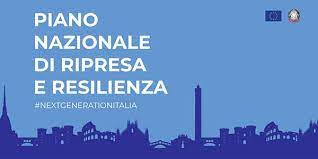 PIANO
NAZIONALE
DI RIPRESA
E RESILIENZA
#NEXTGENERATIONITALIA